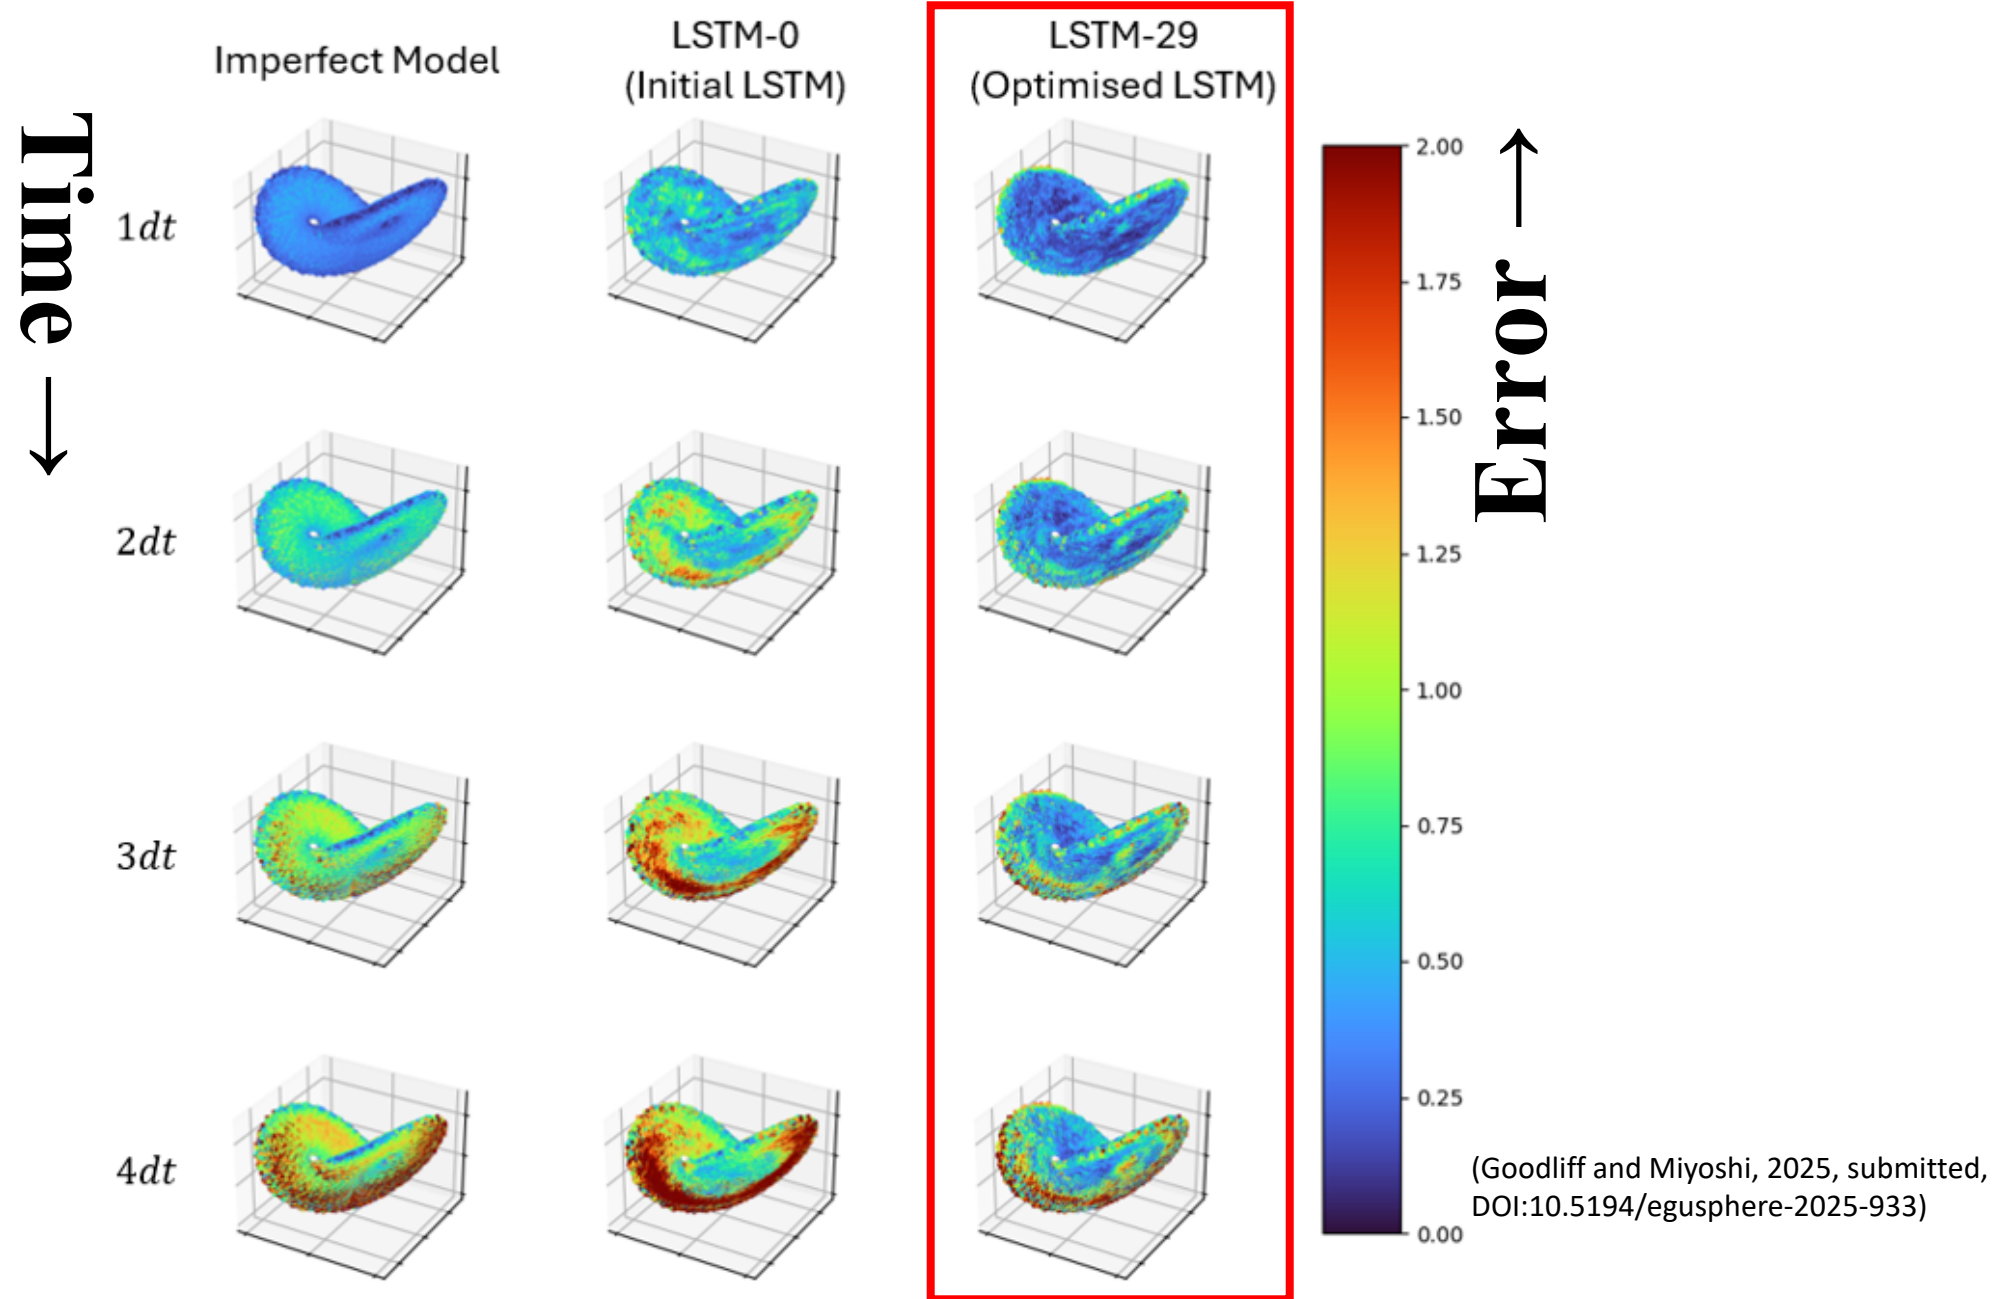 Imperfect Model
LSTM-0
(Initial LSTM)
LSTM-29
(Optimised LSTM)
Time →
1dt
2dt
3dt
4dt
2.00
1.75
1.50
1.25
1.00
0.75
0.50
0.25
0.00
Error →
(Goodliff and Miyoshi, 2025, submitted,
DOI:10.5194/egusphere-2025-933)